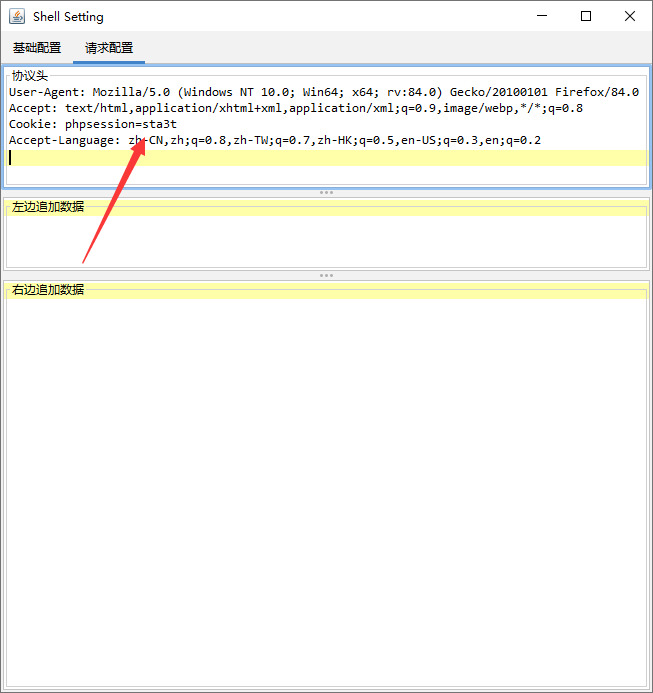 Shell Setting
基础配置 请求配置
协议头
User-Agent: Mozilla/5.0 (Windows NT 10.0; Win64; x64; rv:84.0) Gecko/20100101 Firefox/84.0
Accept: text/html,application/xhtml+xml,application/xml;q=0.9,image/webp,*/*;q=0.8
Cookie: phpsession=sta3t
Accept-Language: zh-CN,zh;q=0.8,zh-TW;q=0.7,zh-HK;q=0.5,en-US;q=0.3,en;q=0.2
左边追加数据
右边追加数据